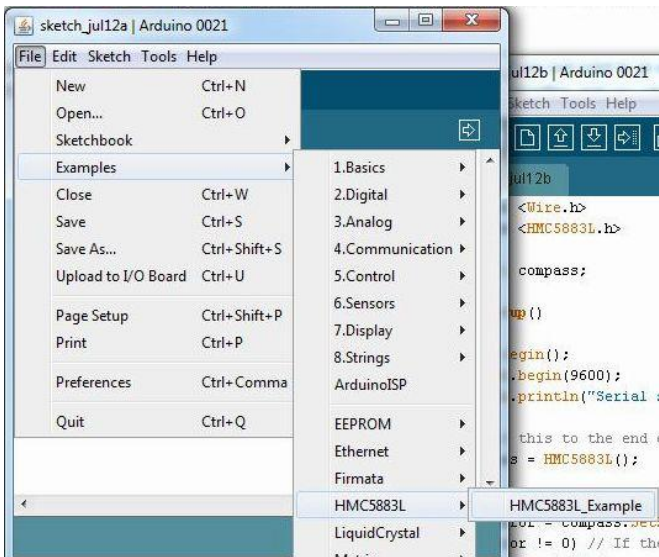 sketch_jul12a | Arduino 0021
File Edit Sketch Tools Help
New Ctrl+N
Open... Ctrl+O
Sketchbook
Examples
Close Ctrl+W
Save Ctrl+S
Save As... Ctrl+Shift+S
Upload to I/O Board Ctrl+U
Page Setup Ctrl+Shift+P
Print Ctrl+P
Preferences Ctrl+Comma
Quit Ctrl+Q
1.Basics
2.Digital
3.Analog
4.Communication
5.Control
6.Sensors
7.Display
8.Strings
ArduinoISP
EEPROM
Ethernet
Firmata
HMC5883L
LiquidCrystal
HMC5883L_Example
ul12b | Arduino 0021
Sketch Tools Help
jul12b
<Wire.h>
<HMC5883L.h>
compass;
up()
egin();
.begin(9600);
.println("Serial s
this to the end
s = HMC5883L();
or != 0) // If the